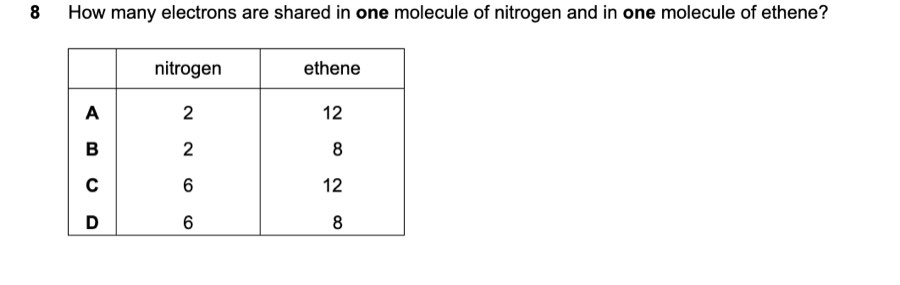 8 How many electrons are shared in one molecule of nitrogen and in one molecule of ethene?
nitrogen ethene
A 2 12
B 2 8
C 6 12
D 6 8